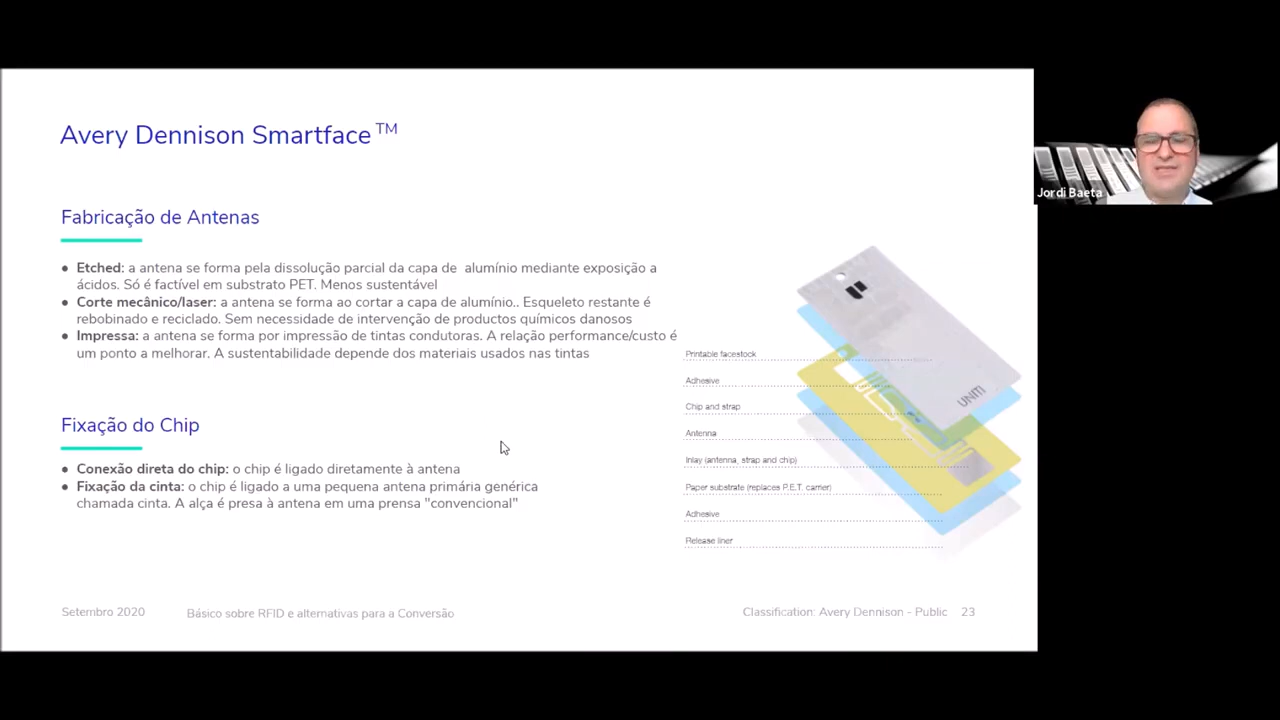 Avery Dennison Smartface™
Jordi Baeta
Fabricação de Antenas
● Etched: a antena se forma pela dissolução parcial da capa de alumínio mediante exposição a
ácidos. Só é factível em substrato PET. Menos sustentável
● Corte mecânico/laser: a antena se forma ao cortar a capa de alumínio.. Esqueleto restante é
rebobinado e reciclado. Sem necessidade de intervenção de productos químicos danosos
● Impressa: a antena se forma por impressão de tintas condutoras. A relação performance/custo é
um ponto a melhorar. A sustentabilidade depende dos materiais usados nas tintas
Fixação do Chip
● Conexão direta do chip: o chip é ligado diretamente à antena
● Fixação da cinta: o chip é ligado a uma pequena antena primária genérica
chamada cinta. A alça é presa à antena em uma prensa "convencional"
Printable facestock
Adhesive
Chip and strap
Antenna
Inlay (antenna, strap and chip)
Paper substrate (replaces P.E.T. carrier)
Adhesive
Release liner
UNITI
Setembro 2020
Básico sobre RFID e alternativas para a Conversão
Classification: Avery Dennison - Public
23